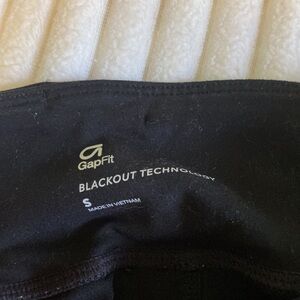 GapFit
BLACKOUT TECHNOLOGY
S
MADE IN VIETNAM